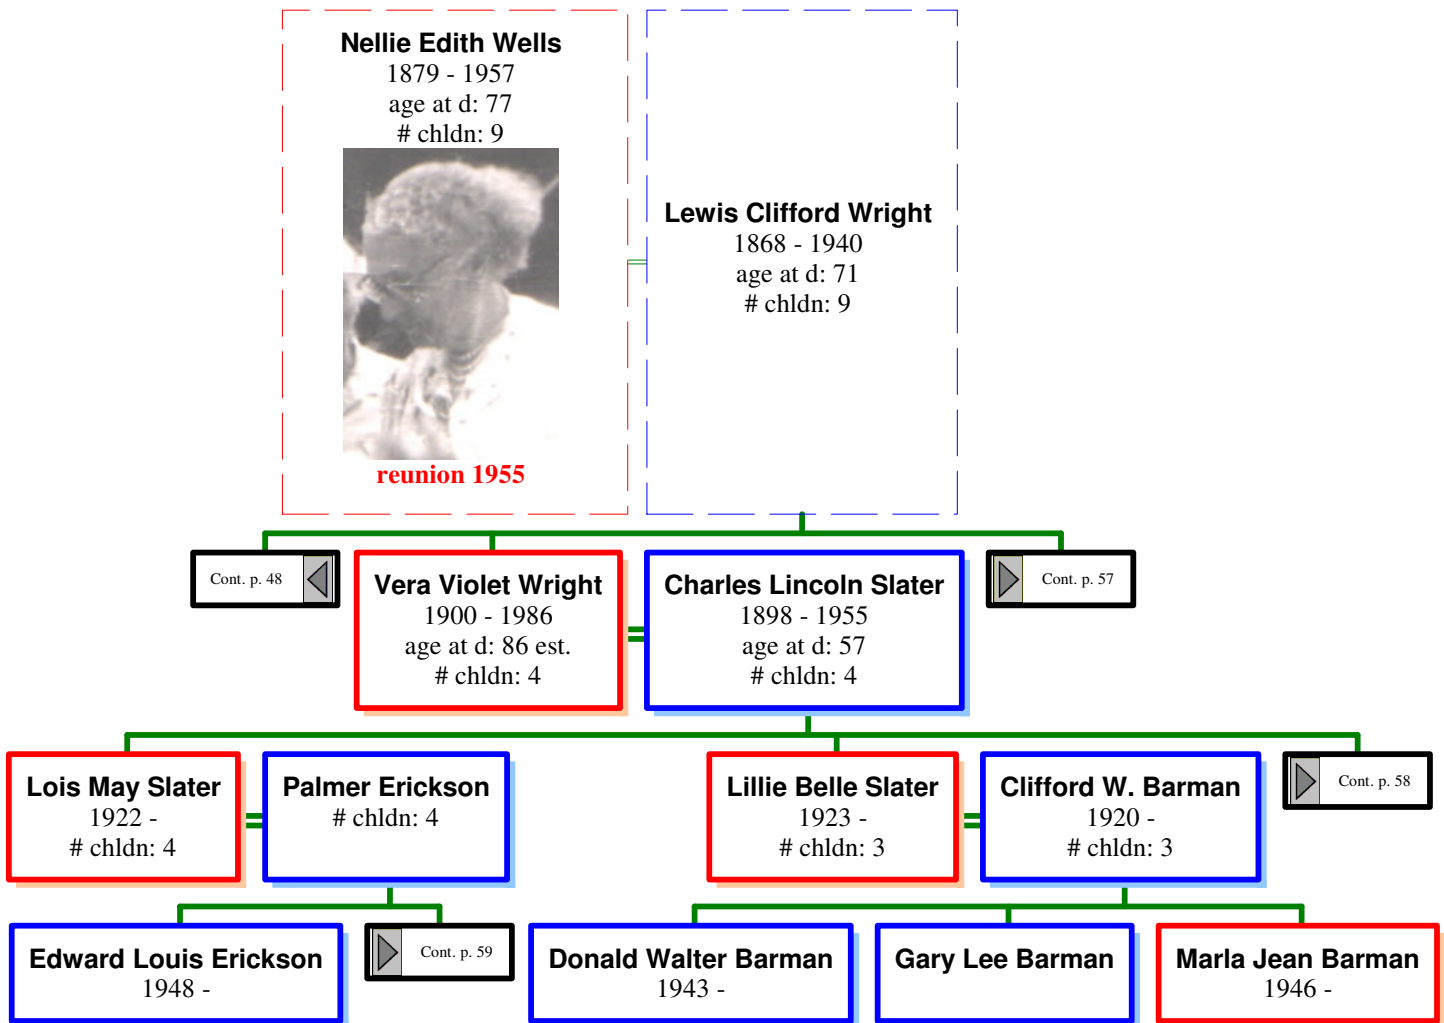 Nellie Edith Wells
1879 - 1957
age at d: 77
# chldn: 9
reunion 1955
Lewis Clifford Wright
1868 - 1940
age at d: 71
# chldn: 9
Cont. p. 48
Vera Violet Wright
1900 - 1986
age at d: 86 est.
# chldn: 4
Charles Lincoln Slater
1898 - 1955
age at d: 57
# chldn: 4
Cont. p. 57
Lois May Slater
1922 -
# chldn: 4
Palmer Erickson
# chldn: 4
Lillie Belle Slater
1923 -
# chldn: 3
Clifford W. Barman
1920 -
# chldn: 3
Cont. p. 58
Edward Louis Erickson
1948 -
Cont. p. 59
Donald Walter Barman
1943 -
Gary Lee Barman
Marla Jean Barman
1946 -